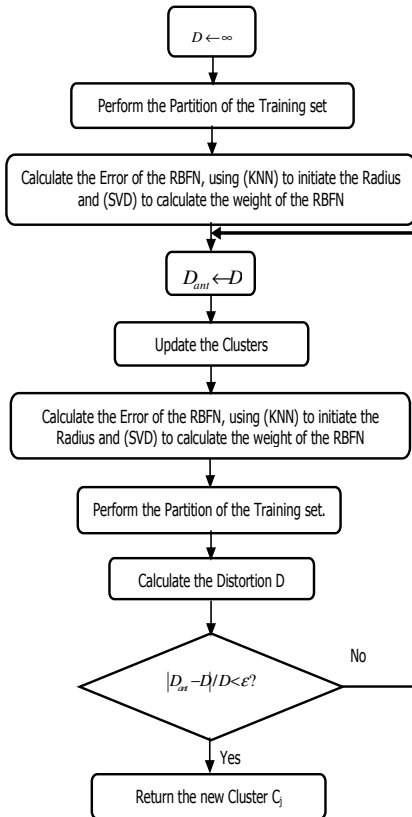 D ← ∞
Perform the Partition of the Training set
Calculate the Error of the RBFN, using (KNN) to initiate the Radius
and (SVD) to calculate the weight of the RBFN
D_ant ← D
Update the Clusters
Calculate the Error of the RBFN, using (KNN) to initiate the
Radius and (SVD) to calculate the weight of the RBFN
Perform the Partition of the Training set.
Calculate the Distortion D
|D_ant − D|/D<ε?
No
Yes
Return the new Cluster C_j